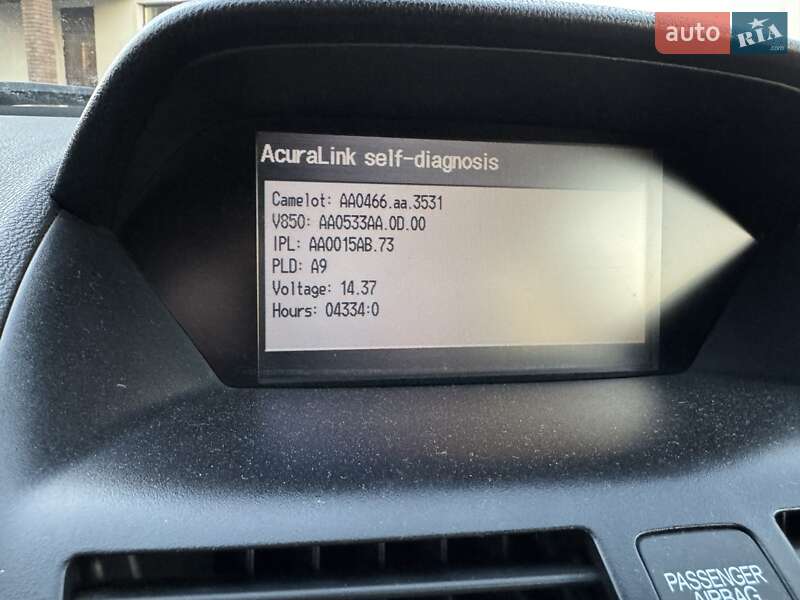 auto RIA.com
AcuraLink self-diagnosis
Camelot: AA0466.aa.3531
V850: AA0533AA.0D.00
IPL: AA0015AB.73
PLD: A9
Voltage: 14.37
Hours: 04334:0
PASSENGER
AIRBAG